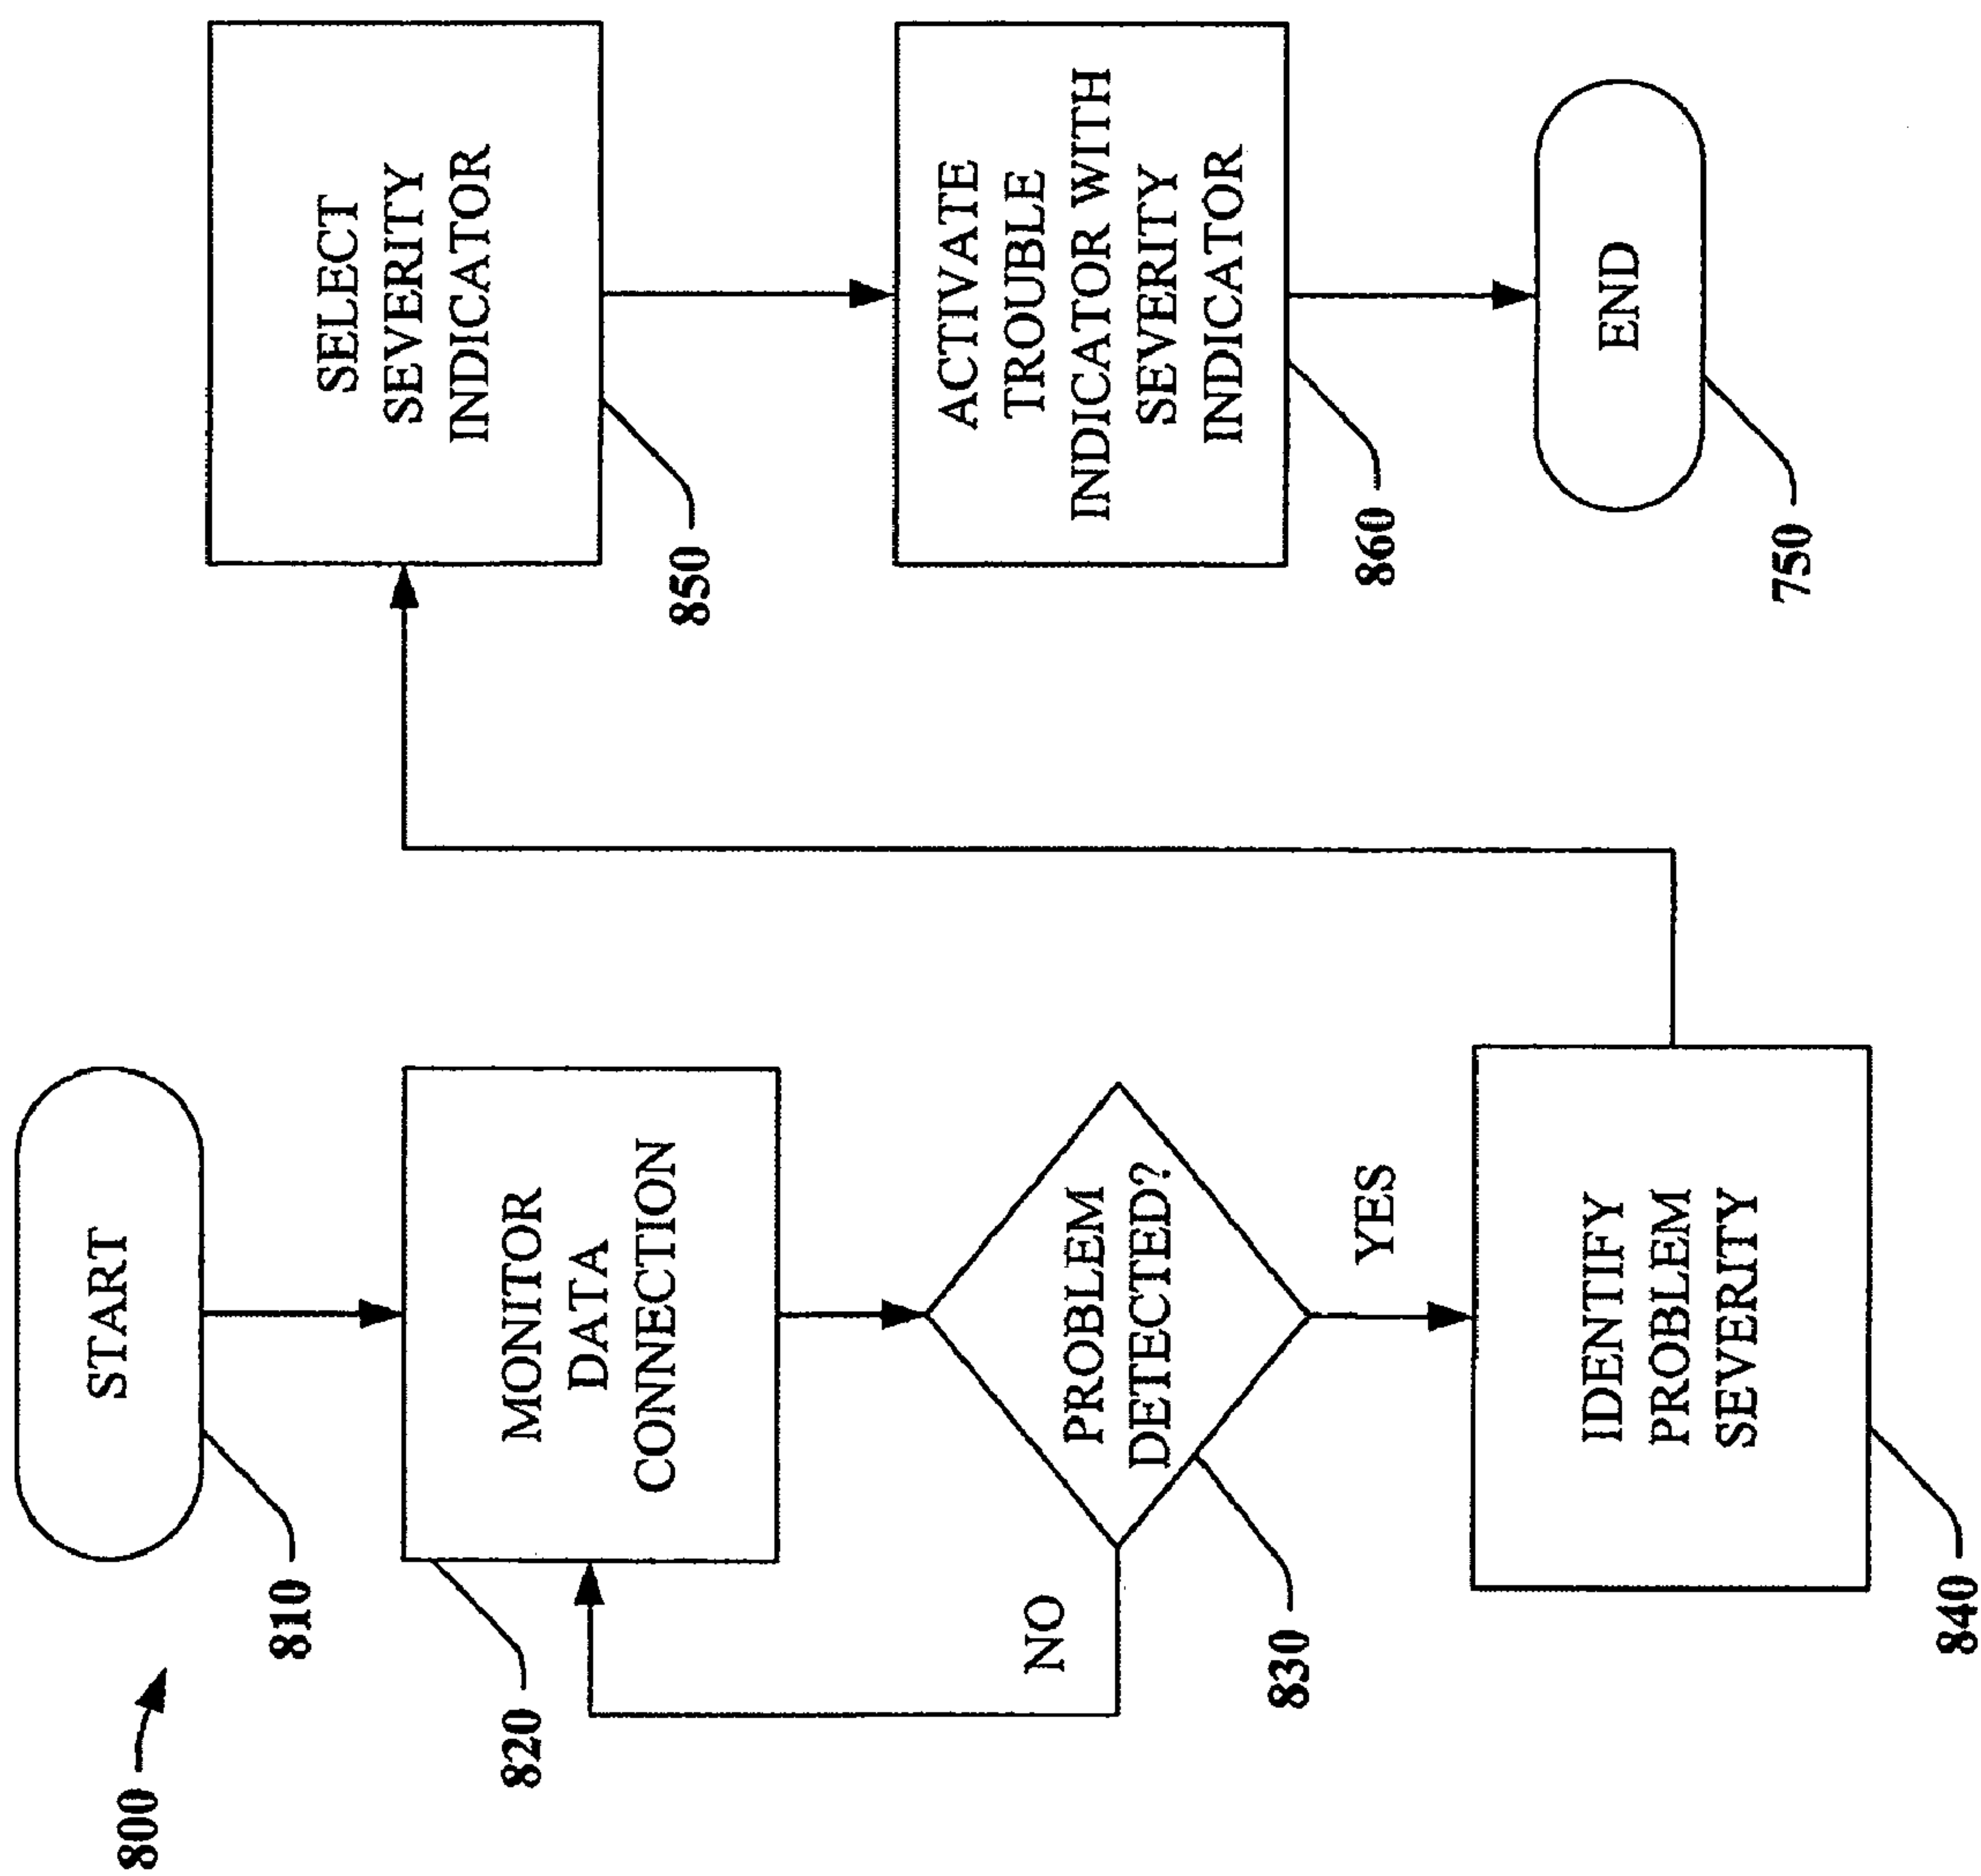 800
810
START
820
MONITOR
DATA
CONNECTION
NO
830
PROBLEM
DETECTED?
YES
840
IDENTIFY
PROBLEM
SEVERITY
SELECT
SEVERITY
INDICATOR
850
ACTIVATE
TROUBLE
INDICATOR WITH
SEVERITY
INDICATOR
860
END
750